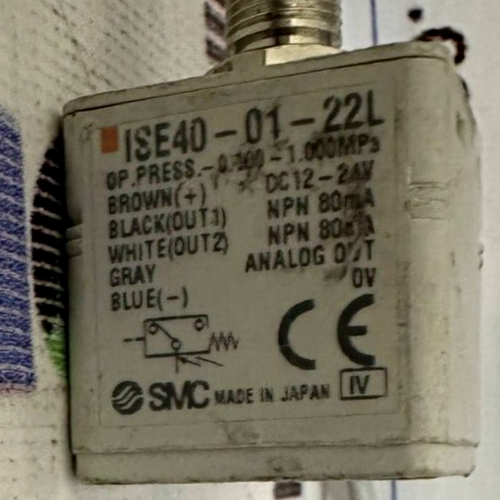 ISE40-01-22L
OP.PRESS.-0.100-1.000MPa
BROWN(+) DC12-24V
BLACK(OUT1) NPN 80mA
WHITE(OUT2) NPN 80mA
GRAY ANALOG OUT
BLUE(-) 0V
CE
SMC MADE IN JAPAN IV